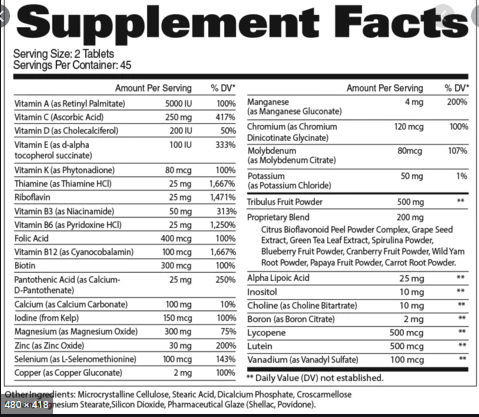 Supplement Facts
Serving Size: 2 Tablets
Servings Per Container: 45
Amount Per Serving % DV*
Vitamin A (as Retinyl Palmitate) 5000 IU 100%
Vitamin C (Ascorbic Acid) 250 mg 417%
Vitamin D (as Cholecalciferol) 200 IU 50%
Vitamin E (as d-alpha 100 IU 333%
tocopherol succinate)
Vitamin K (as Phytonadione) 80 mcg 100%
Thiamine (as Thiamine HCl) 25 mg 1,667%
Riboflavin 25 mg 1,471%
Vitamin B3 (as Niacinamide) 50 mg 313%
Vitamin B6 (as Pyridoxine HCl) 25 mg 1,250%
Folic Acid 400 mcg 100%
Vitamin B12 (as Cyanocobalamin) 100 mcg 1,667%
Biotin 300 mcg 100%
Pantothenic Acid (as Calcium- 25 mg 250%
D-Pantothenate)
Calcium (as Calcium Carbonate) 100 mg 10%
Iodine (from Kelp) 150 mcg 100%
Magnesium (as Magnesium Oxide) 300 mg 75%
Zinc (as Zinc Oxide) 30 mg 200%
Selenium (as L-Selenomethionine) 100 mcg 143%
Copper (as Copper Gluconate) 2 mg 100%
Amount Per Serving % DV*
Manganese 4 mg 200%
(as Manganese Gluconate)
Chromium (as Chromium 120 mcg 100%
Dinicotinate Glycinate)
Molybdenum 80mcg 107%
(as Molybdenum Citrate)
Potassium 50 mg 1%
(as Potassium Chloride)
Tribulus Fruit Powder 500 mg **
Proprietary Blend 200 mg
Citrus Bioflavonoid Peel Powder Complex, Grape Seed
Extract, Green Tea Leaf Extract, Spirulina Powder,
Blueberry Fruit Powder, Cranberry Fruit Powder, Wild Yam
Root Powder, Papaya Fruit Powder, Carrot Root Powder.
Alpha Lipoic Acid 25 mg **
Inositol 10 mg **
Choline (as Choline Bitartrate) 10 mg **
Boron (as Boron Citrate) 2 mg **
Lycopene 500 mcg **
Lutein 500 mcg **
Vanadium (as Vanadyl Sulfate) 100 mcg **
** Daily Value (DV) not established.
Other Ingredients: Microcrystalline Cellulose, Stearic Acid, Dicalcium Phosphate, Croscarmellose
Stearate, Silicon Dioxide, Pharmaceutical Glaze (Shellac, Povidone).
480 × 418